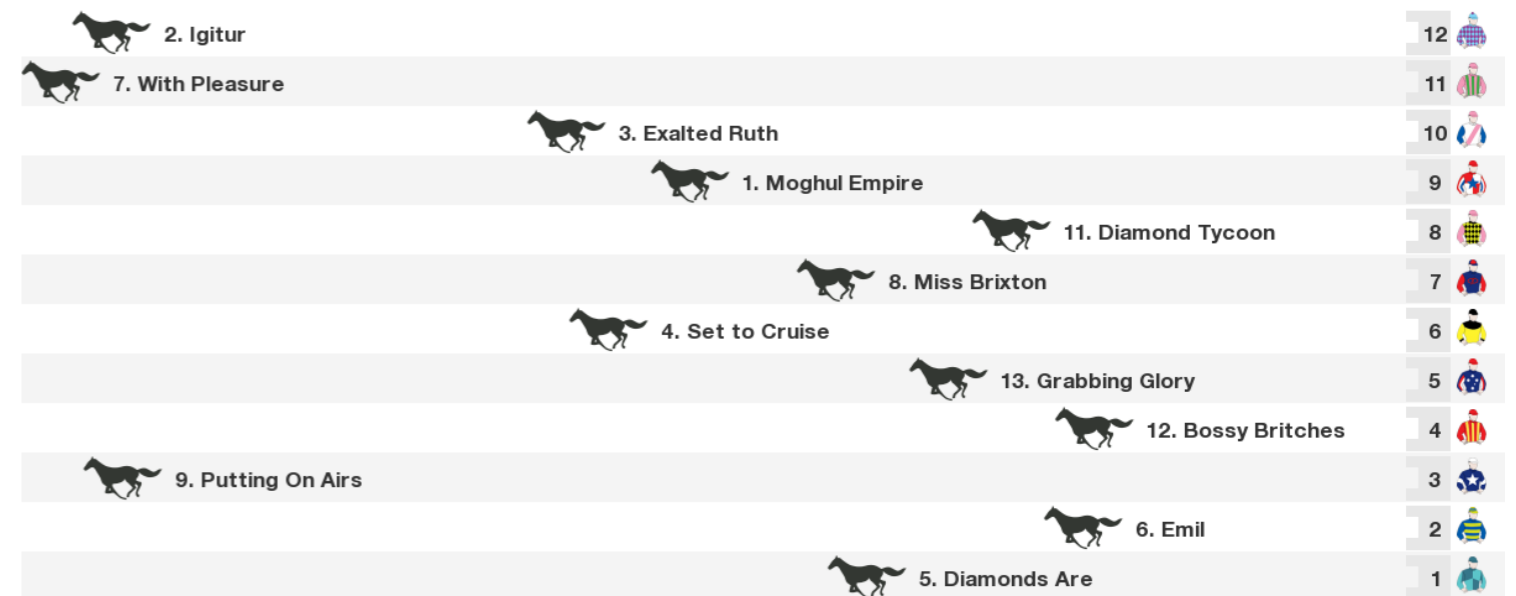 2. Igitur 12
7. With Pleasure 11
3. Exalted Ruth 10
1. Moghul Empire 9
11. Diamond Tycoon 8
8. Miss Brixton 7
4. Set to Cruise 6
13. Grabbing Glory 5
12. Bossy Britches 4
9. Putting On Airs 3
6. Emil 2
5. Diamonds Are 1